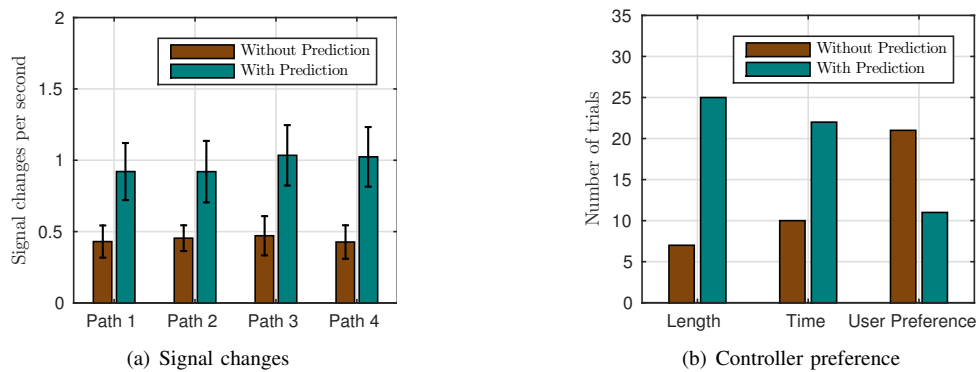 2
1.5
1
0.5
0
Signal changes per second
Without Prediction
With Prediction
Path 1 Path 2 Path 3 Path 4
(a) Signal changes
35
30
25
20
15
10
5
0
Number of trials
Without Prediction
With Prediction
Length Time User Preference
(b) Controller preference